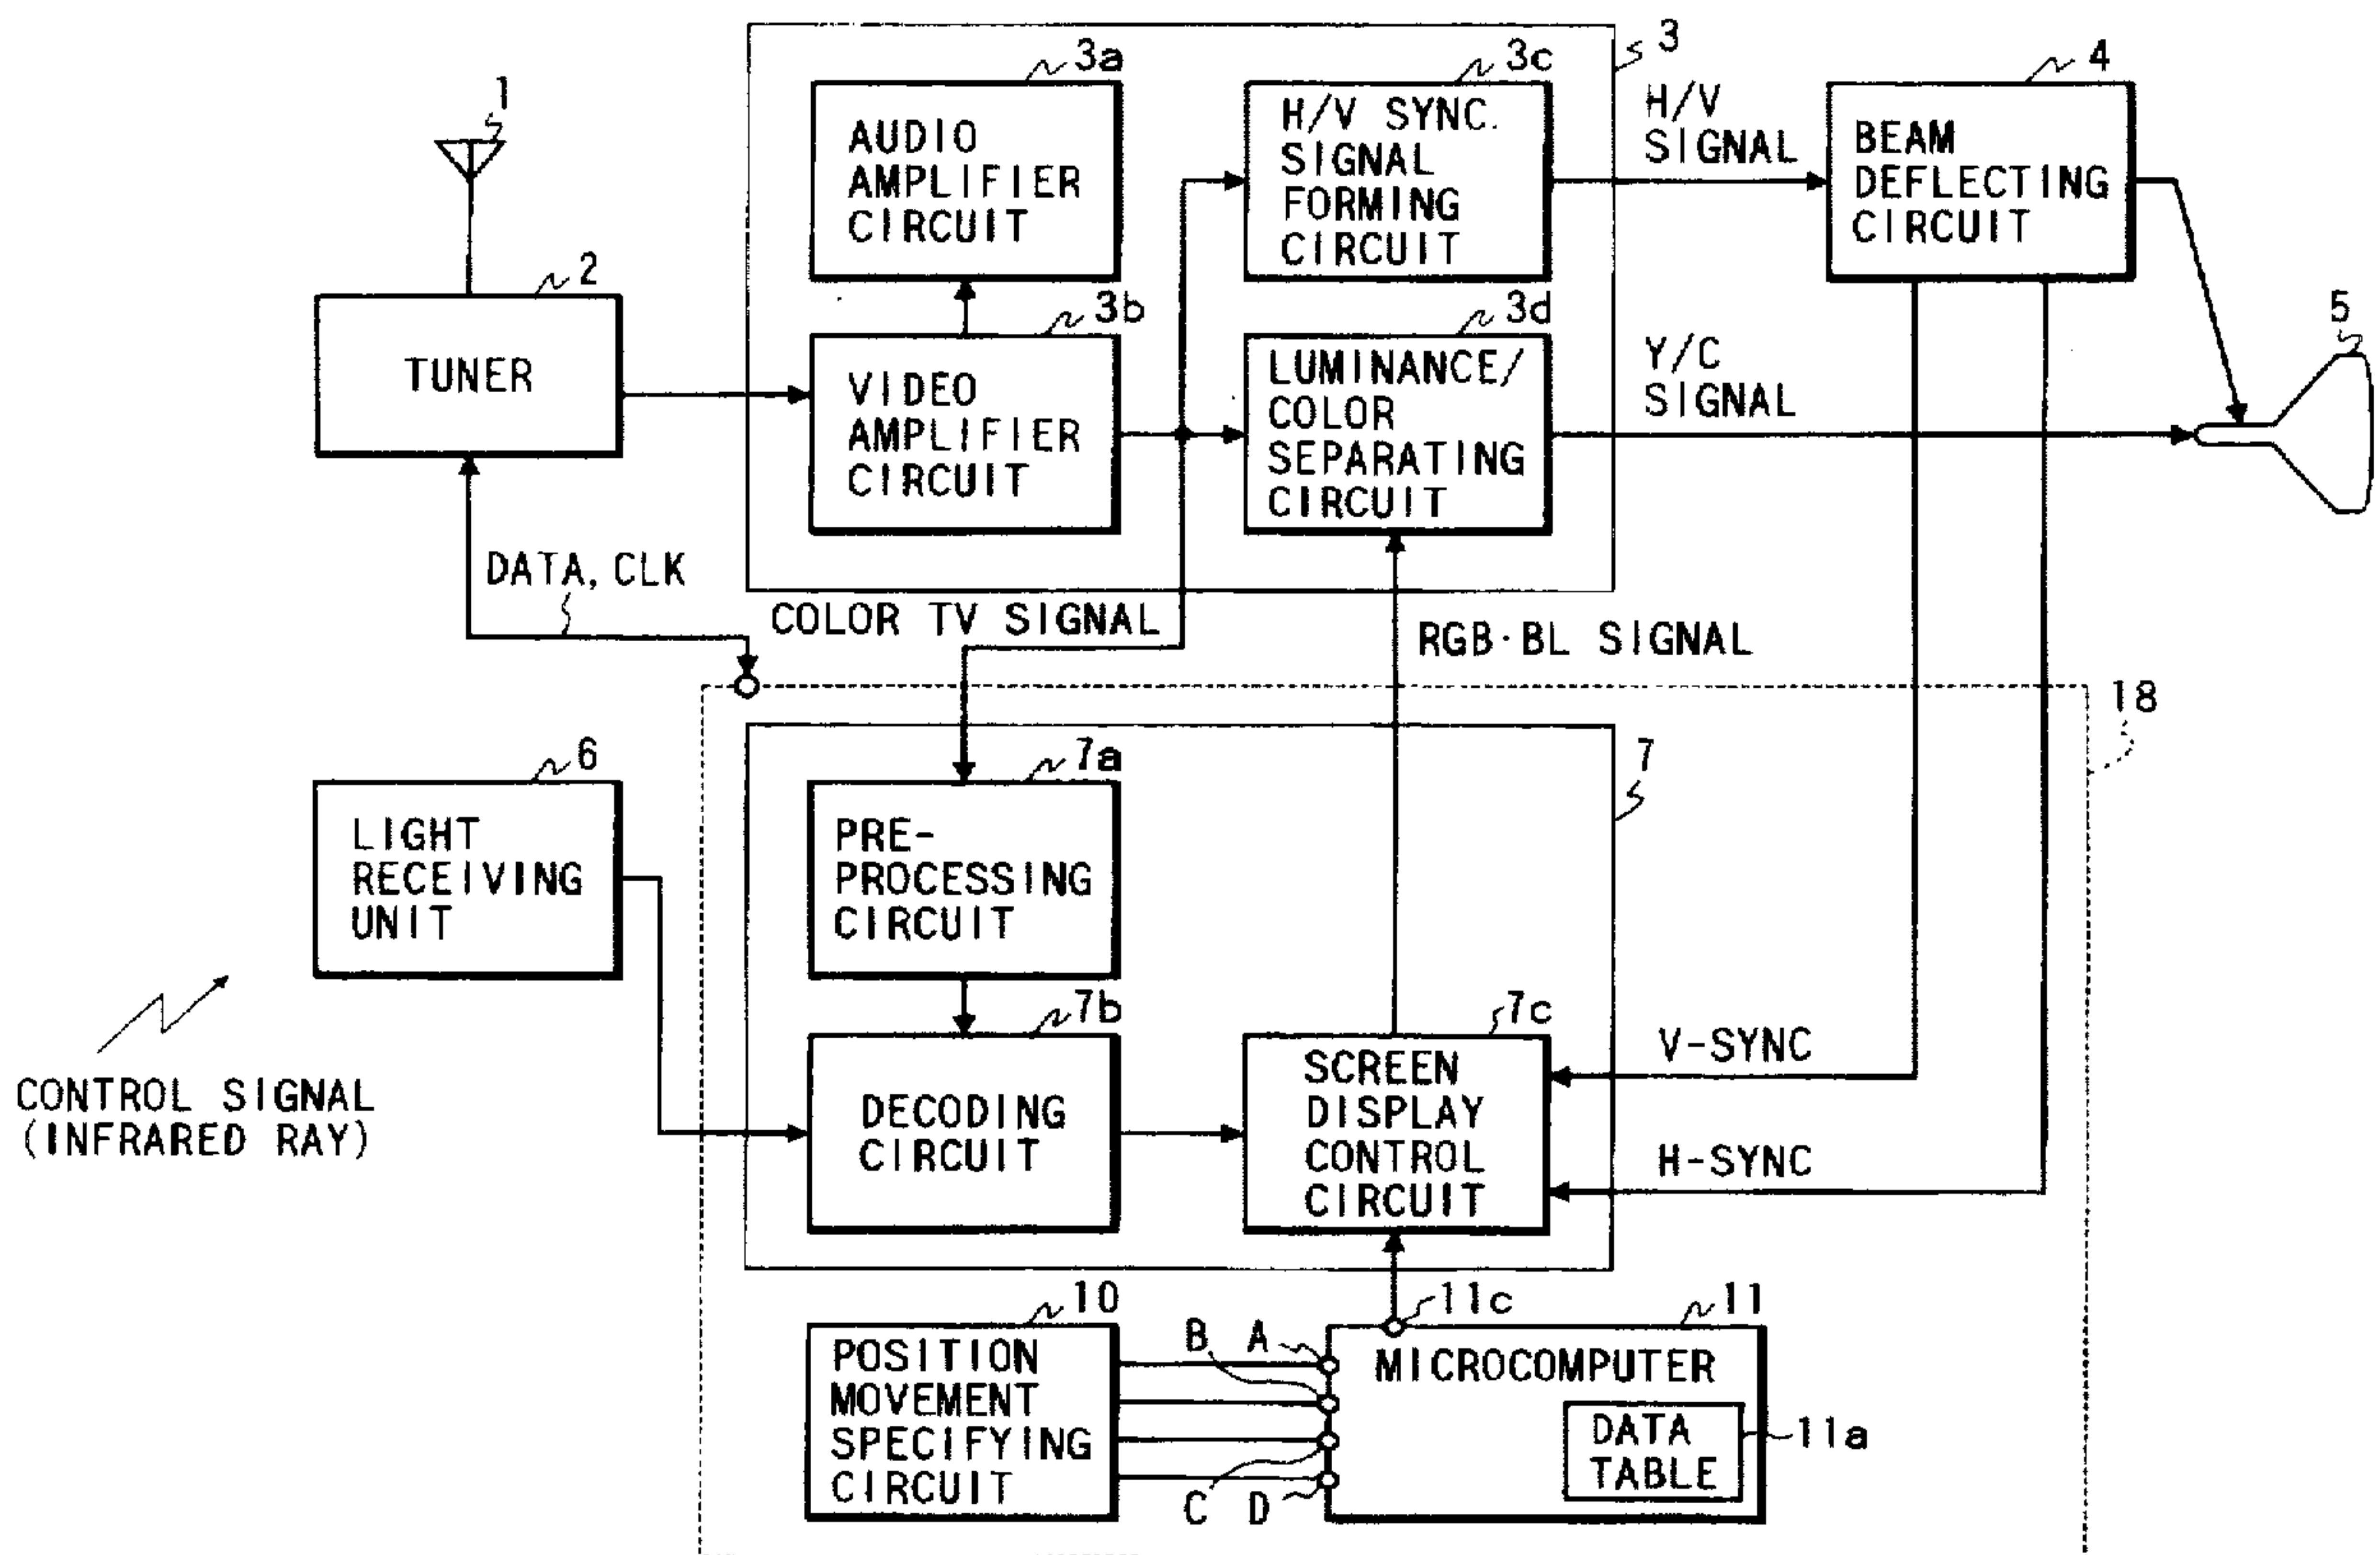 3
3a
3c
4
1
AUDIO
AMPLIFIER
CIRCUIT
H/V SYNC.
SIGNAL
FORMING
CIRCUIT
H/V
SIGNAL
BEAM
DEFLECTING
CIRCUIT
2
3b
3d
5
TUNER
VIDEO
AMPLIFIER
CIRCUIT
LUMINANCE/
COLOR
SEPARATING
CIRCUIT
Y/C
SIGNAL
DATA, CLK
COLOR TV SIGNAL
RGB·BL SIGNAL
18
6
7a
7
LIGHT
RECEIVING
UNIT
PRE-
PROCESSING
CIRCUIT
7b
7c
CONTROL SIGNAL
(INFRARED RAY)
DECODING
CIRCUIT
SCREEN
DISPLAY
CONTROL
CIRCUIT
V-SYNC
H-SYNC
10
11c
11
POSITION
MOVEMENT
SPECIFYING
CIRCUIT
B A
C D
MICROCOMPUTER
DATA
TABLE
11a